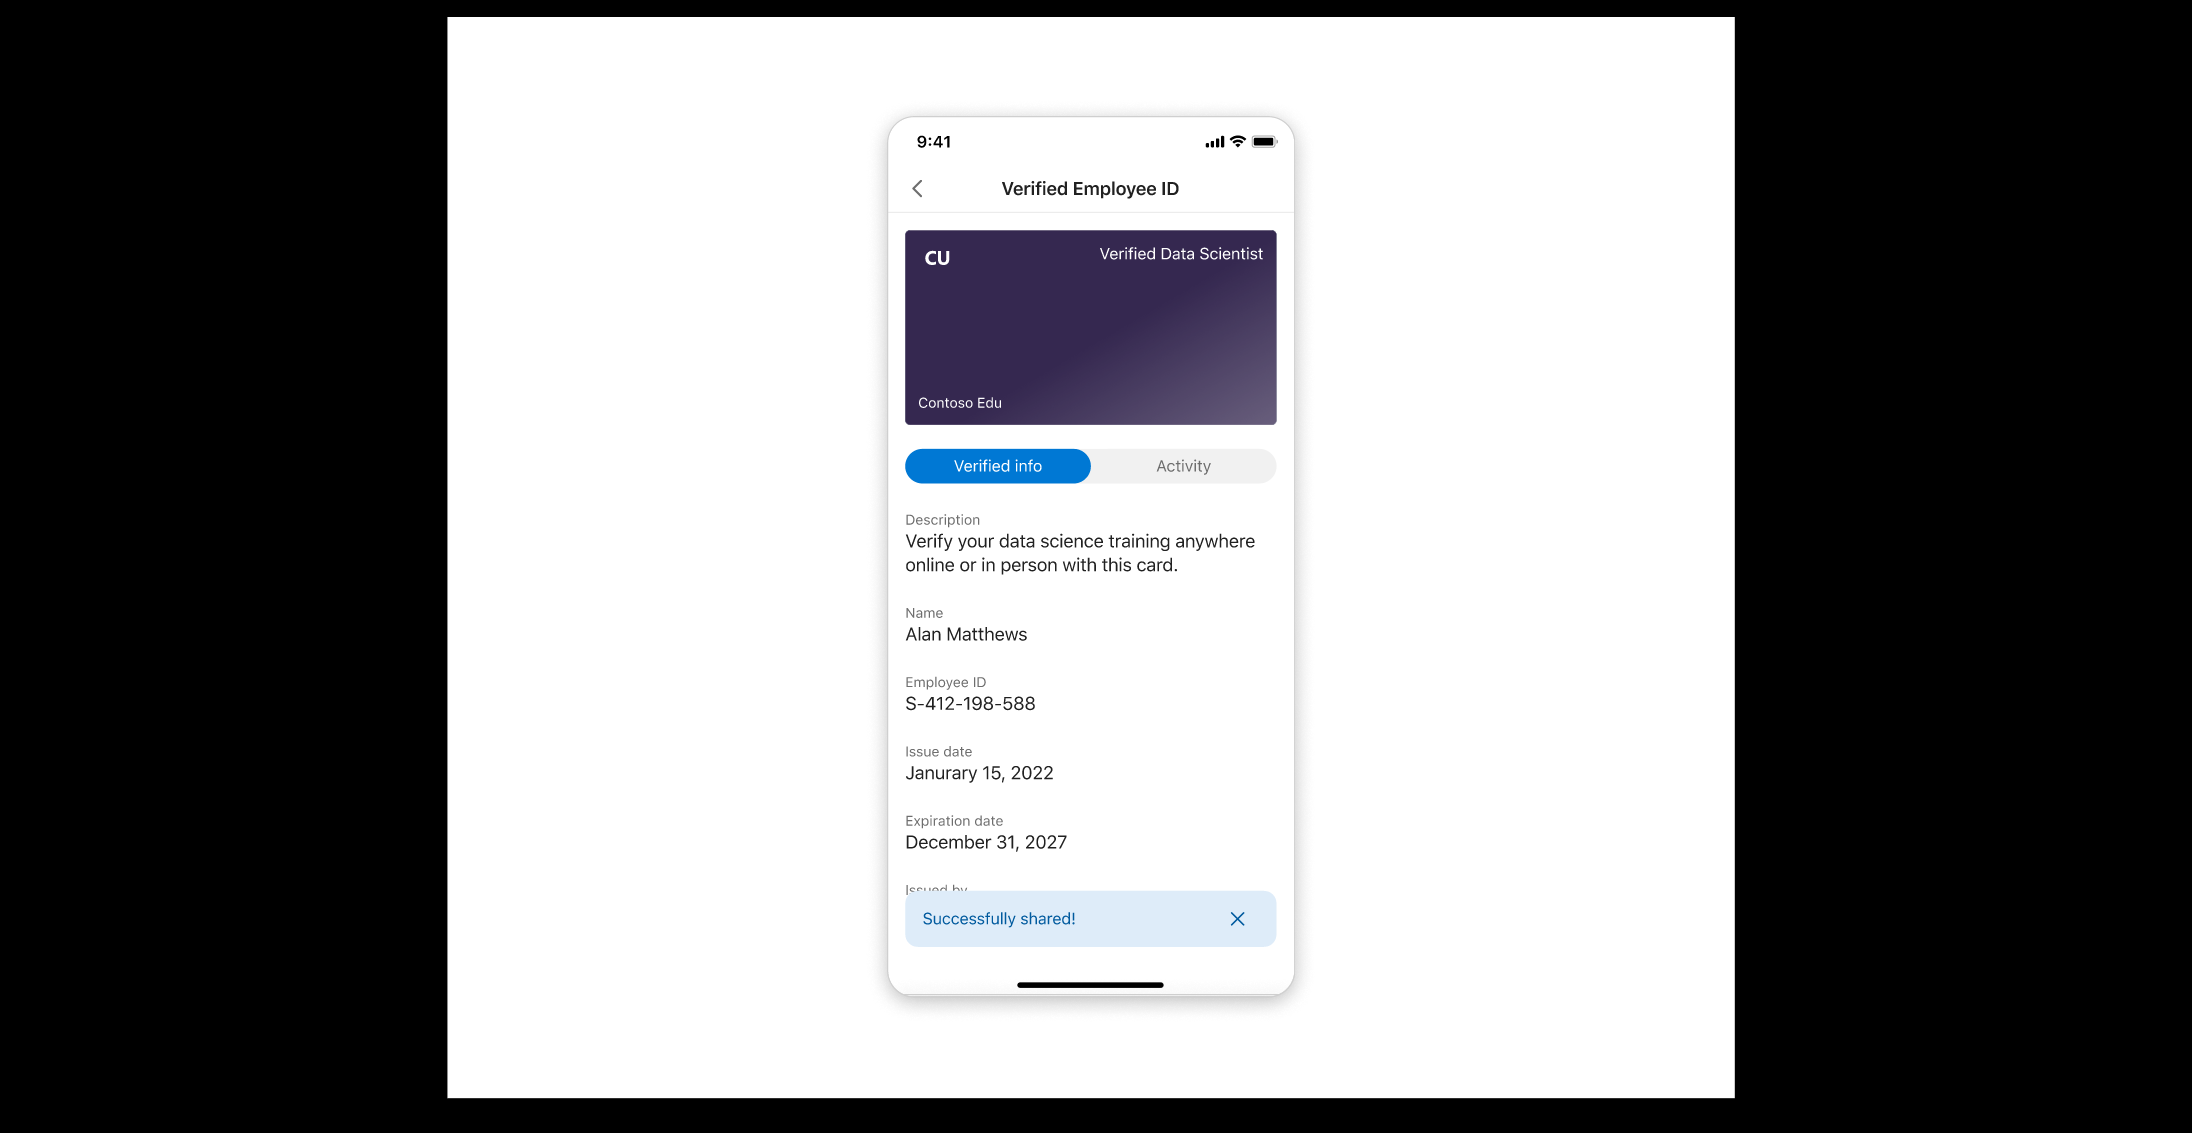 9:41
Verified Employee ID
CU
Verified Data Scientist
Contoso Edu
Verified info
Activity
Description
Verify your data science training anywhere
online or in person with this card.
Name
Alan Matthews
Employee ID
S-412-198-588
Issue date
Janurary 15, 2022
Expiration date
December 31, 2027
Issued by
Successfully shared!